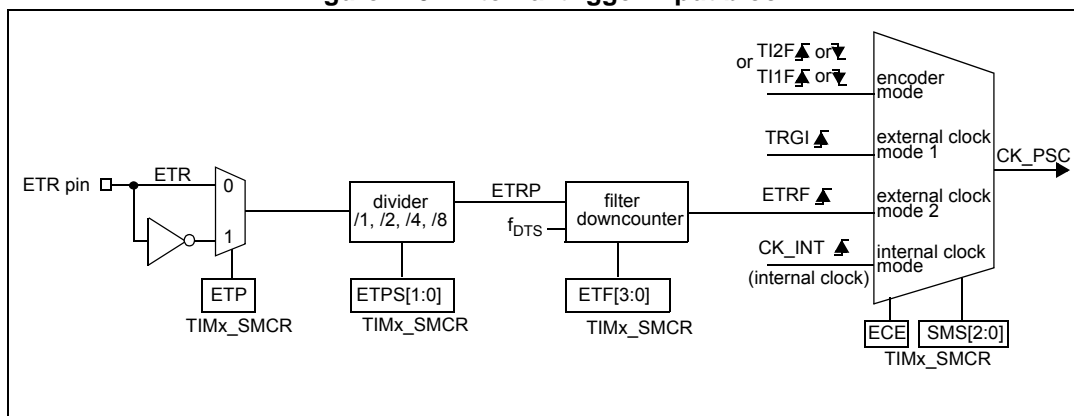 or TI2F or
TI1F or
encoder
mode
TRGI
external clock
mode 1
CK_PSC
ETR pin
ETR
0
1
divider
/1, /2, /4, /8
ETRP
filter
downcounter
fDTS
ETRF
external clock
mode 2
CK_INT
(internal clock)
internal clock
mode
ETP
TIMx_SMCR
ETPS[1:0]
TIMx_SMCR
ETF[3:0]
TIMx_SMCR
ECE
SMS[2:0]
TIMx_SMCR